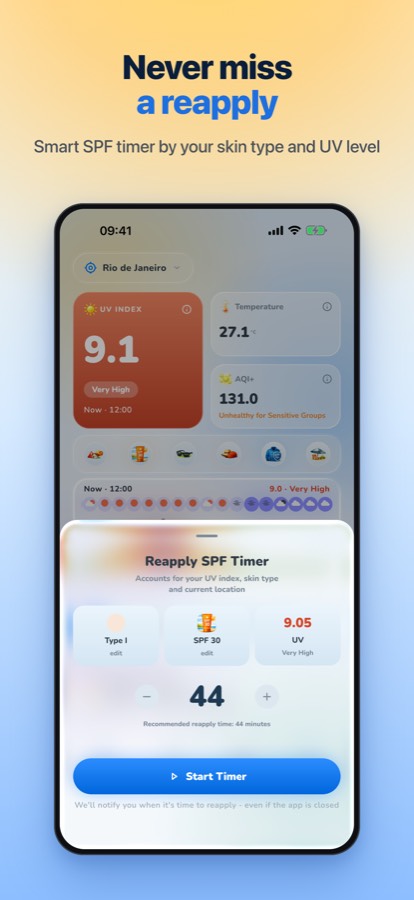 Never miss
a reapply
Smart SPF timer by your skin type and UV level
09:41
Rio de Janeiro
UV INDEX
9.1
Very High
Now · 12:00
Temperature
27.1°C
AQI+
131.0
Unhealthy for Sensitive Groups
Now · 12:00
9.0 · Very High
Reapply SPF Timer
Accounts for your UV index, skin type
and current location
Type I
edit
SPF 30
edit
9.05
UV
Very High
− 44 +
Recommended reapply time: 44 minutes
Start Timer
We'll notify you when it's time to reapply - even if the app is closed